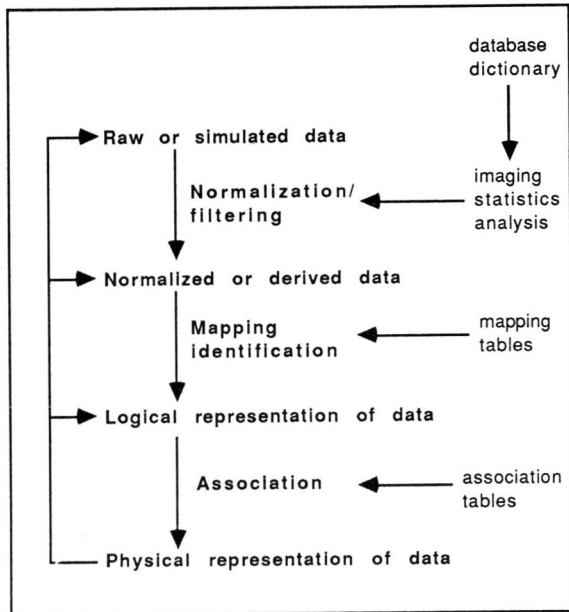 database
dictionary
Raw or simulated data
Normalization/
filtering
imaging
statistics
analysis
Normalized or derived data
Mapping
identification
mapping
tables
Logical representation of data
Association
association
tables
Physical representation of data